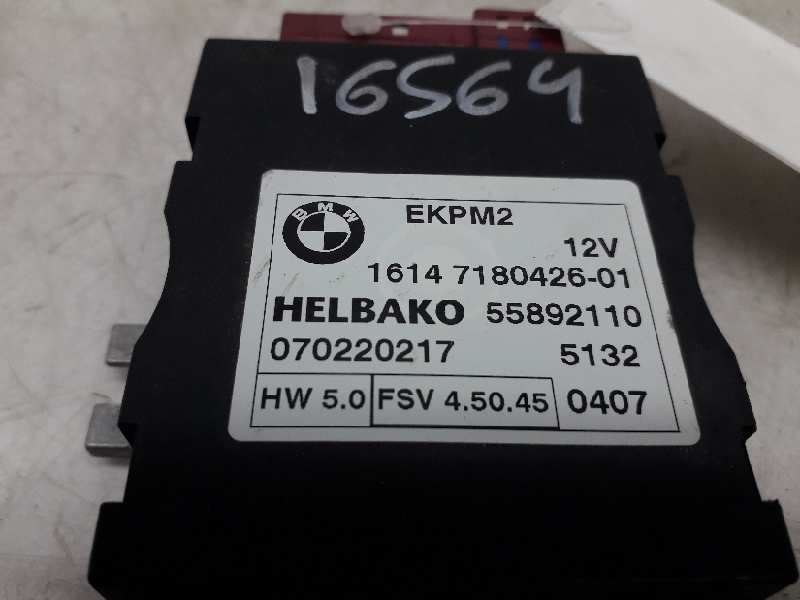 16564
BMW
EKPM2
12V
1614 7180426-01
HELBAKO 55892110
070220217 5132
HW 5.0 FSV 4.50.45 0407